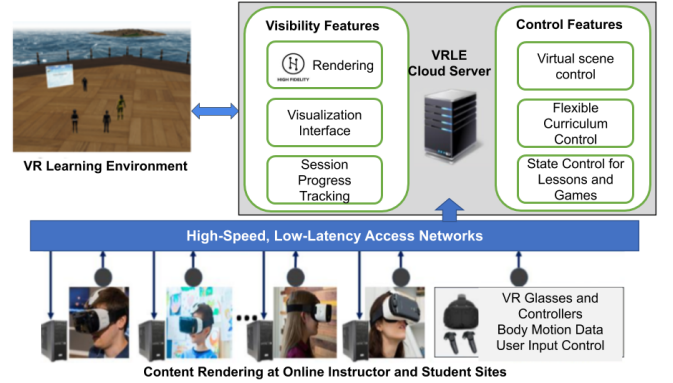 Visibility Features
HIGH FIDELITY
Rendering
Visualization
Interface
Session
Progress
Tracking
VRLE
Cloud Server
Control Features
Virtual scene
control
Flexible
Curriculum
Control
State Control for
Lessons and
Games
VR Learning Environment
High-Speed, Low-Latency Access Networks
VR Glasses and
Controllers
Body Motion Data
User Input Control
Content Rendering at Online Instructor and Student Sites